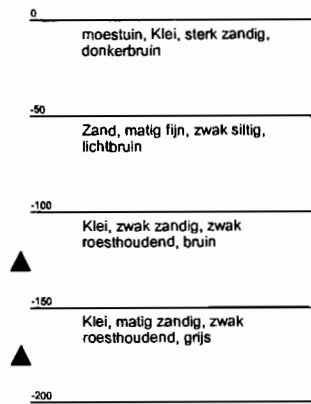 0
moestuin, Klei, sterk zandig,
donkerbruin
-50
Zand, matig fijn, zwak siltig,
lichtbruin
-100
Klei, zwak zandig, zwak
roesthoudend, bruin
-150
Klei, matig zandig, zwak
roesthoudend, grijs
-200